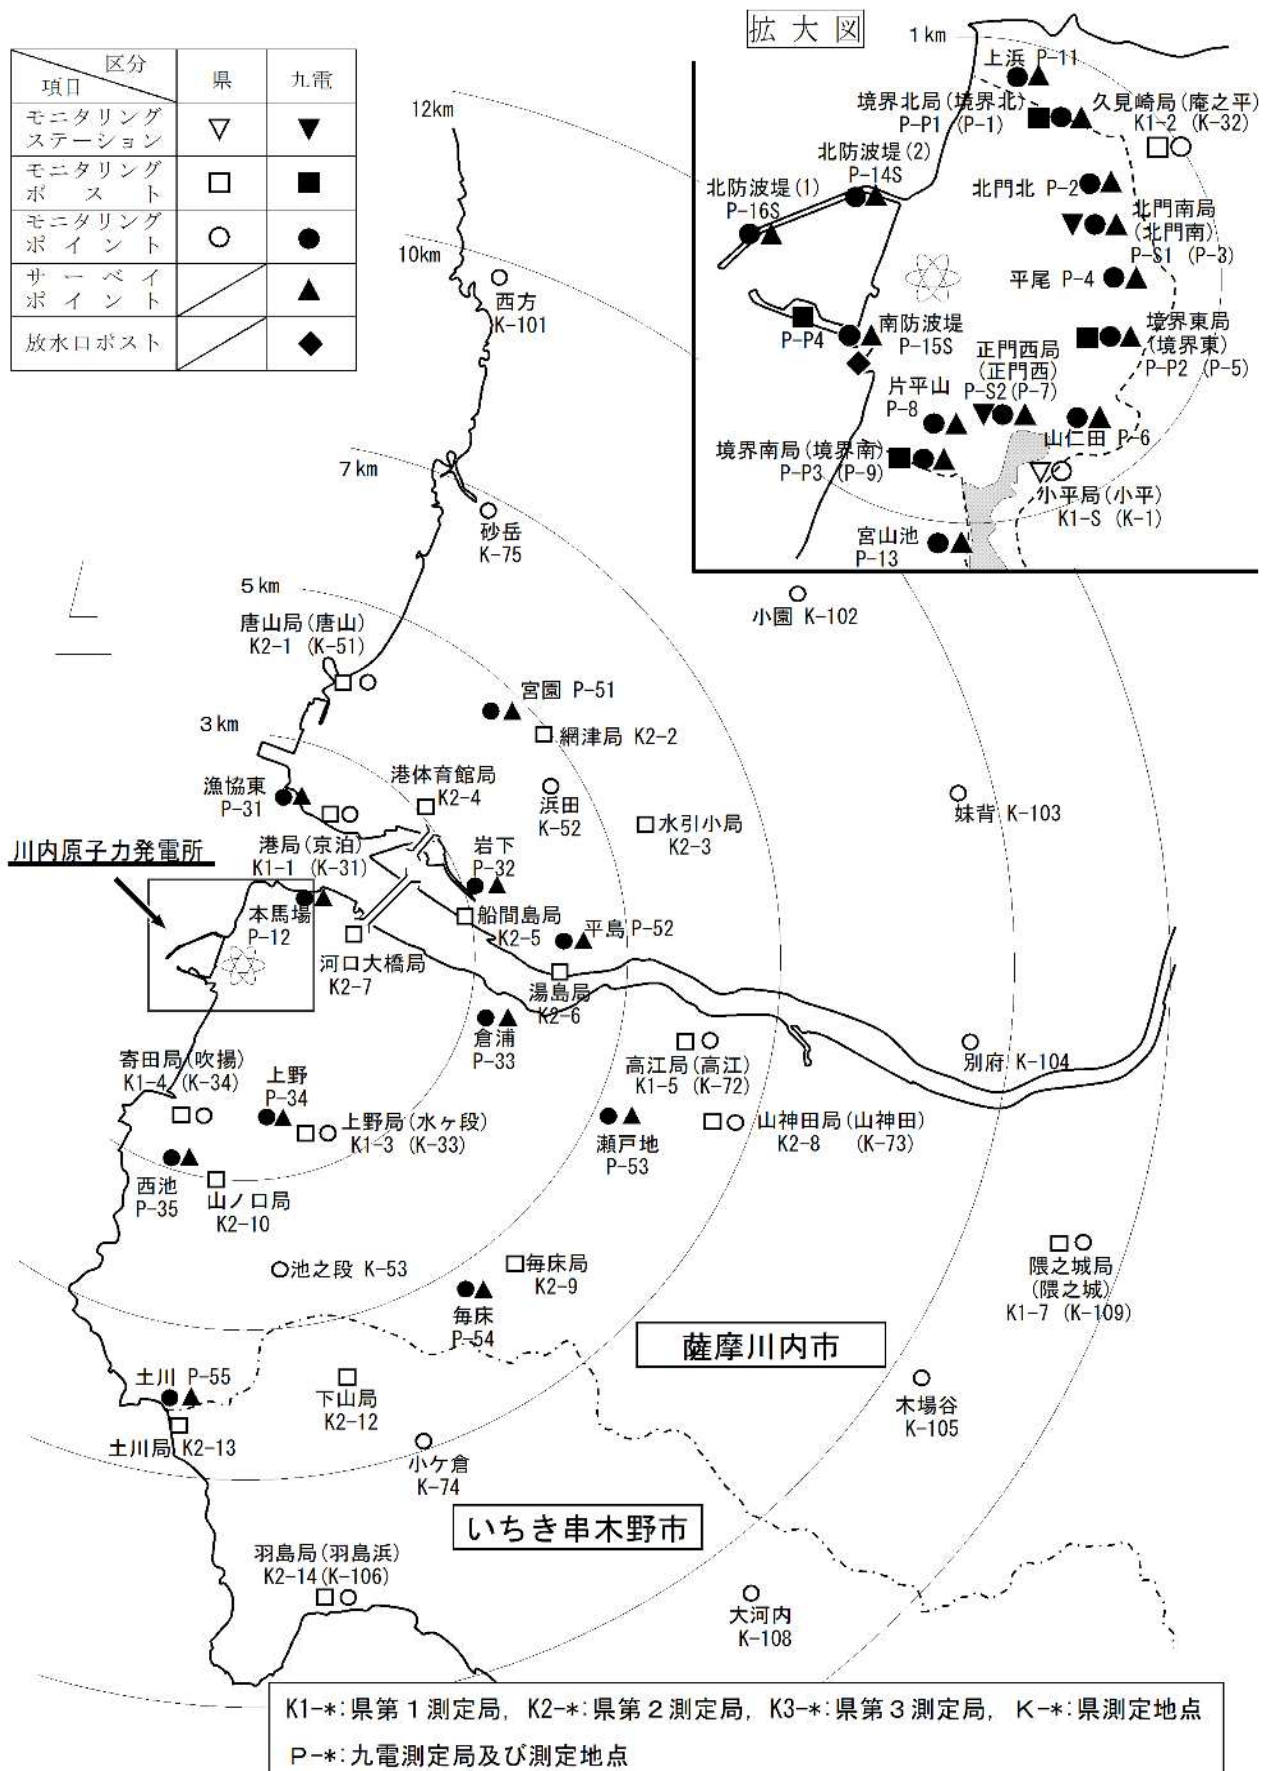 拡大図
区分
項目
県
九電
モニタリング
ステーション
モニタリング
ポスト
モニタリング
ポイント
サーベイ
ポイント
放水口ポスト
1km
上浜 P-11
境界北局(境界北)
P-P1 (P-1)
久見崎局(庵之平)
K1-2 (K-32)
北防波堤(2)
P-14S
北防波堤(1)
P-16S
北門北 P-2
北門南局
(北門南)
P-S1 (P-3)
平尾 P-4
P-P4
南防波堤
P-15S
境界東局
(境界東)
P-P2 (P-5)
正門西局
(正門西)
P-S2(P-7)
片平山
P-8
山仁田 P-6
境界南局(境界南)
P-P3 (P-9)
小平局(小平)
K1-S (K-1)
宮山池
P-13
12km
10km
西方
K-101
7km
砂岳
K-75
5km
小園 K-102
唐山局(唐山)
K2-1 (K-51)
宮園 P-51
3km
網津局 K2-2
漁協東
P-31
港体育館局
K2-4
浜田
K-52
妹背 K-103
水引小局
K2-3
川内原子力発電所
港局(京泊)
K1-1 (K-31)
岩下
P-32
本馬場
P-12
船間島局
K2-5
平島 P-52
河口大橋局
K2-7
湯島局
K2-6
倉浦
P-33
高江局(高江)
K1-5 (K-72)
別府 K-104
寄田局(吹揚)
K1-4 (K-34)
上野
P-34
上野局(水ヶ段)
K1-3 (K-33)
瀬戸地
P-53
山神田局(山神田)
K2-8 (K-73)
西池
P-35
山ノ口局
K2-10
池之段 K-53
毎床局
K2-9
毎床
P-54
隈之城局
(隈之城)
K1-7 (K-109)
薩摩川内市
土川 P-55
下山局
K2-12
木場谷
K-105
土川局 K2-13
小ケ倉
K-74
いちき串木野市
羽島局(羽島浜)
K2-14(K-106)
大河内
K-108
K1-*:県第1測定局, K2-*:県第2測定局, K3-*:県第3測定局, K-*:県測定地点
P-*:九電測定局及び測定地点